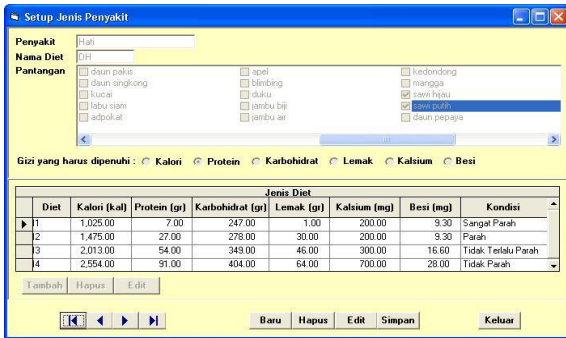 Setup Jenis Penyakit
Penyakit Hati
Nama Diet DH
Pantangan daun pakis apel kedondong
daun singkong blimbing mangga
kucai duku sawi hijau
labu siam jambu biji sawi putih
adpokat jambu air daun pepaya
Gizi yang harus dipenuhi : Kalori Protein Karbohidrat Lemak Kalsium Besi
Jenis Diet
Diet Kalori (kal) Protein (gr) Karbohidrat (gr) Lemak (gr) Kalsium (mg) Besi (mg) Kondisi
I1 1,025.00 7.00 247.00 1.00 200.00 9.30 Sangat Parah
I2 1,475.00 27.00 278.00 30.00 200.00 9.30 Parah
I3 2,013.00 54.00 349.00 46.00 300.00 16.60 Tidak Terlalu Parah
I4 2,554.00 91.00 404.00 64.00 700.00 28.00 Tidak Parah
Tambah Hapus Edit
Baru Hapus Edit Simpan Keluar